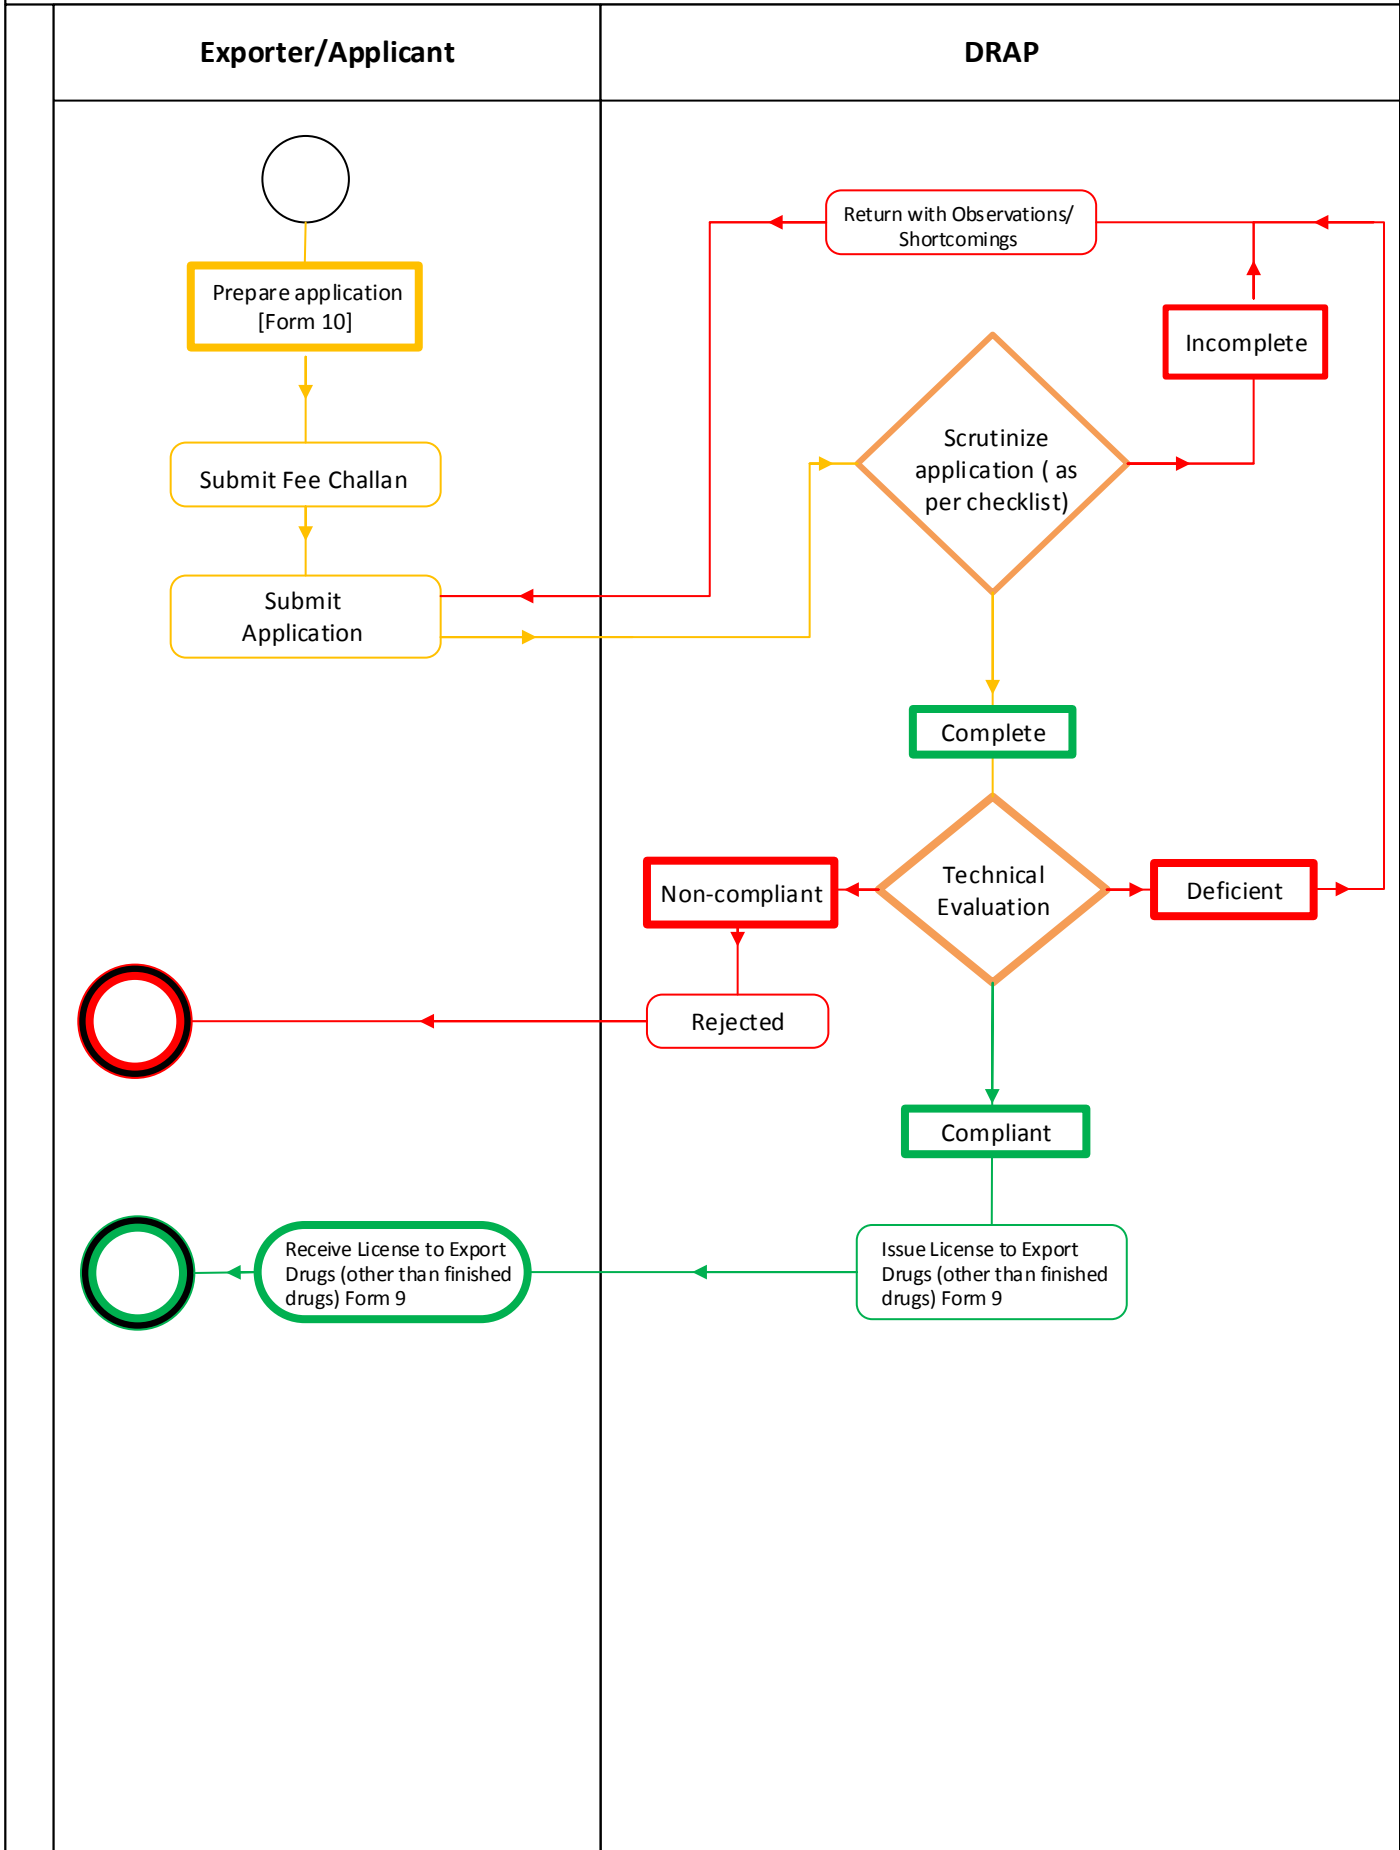 Exporter/Applicant
DRAP
Prepare application
[Form 10]
Submit Fee Challan
Submit
Application
Return with Observations/
Shortcomings
Incomplete
Scrutinize
application ( as
per checklist)
Complete
Technical
Evaluation
Non-compliant
Deficient
Rejected
Compliant
Issue License to Export
Drugs (other than finished
drugs) Form 9
Receive License to Export
Drugs (other than finished
drugs) Form 9